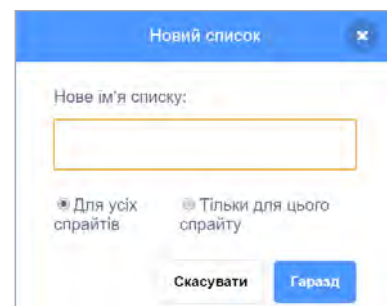 Новий список
Нове ім'я списку:
Для усіх Тільки для цього
спрайтів спрайту
Скасувати Гаразд